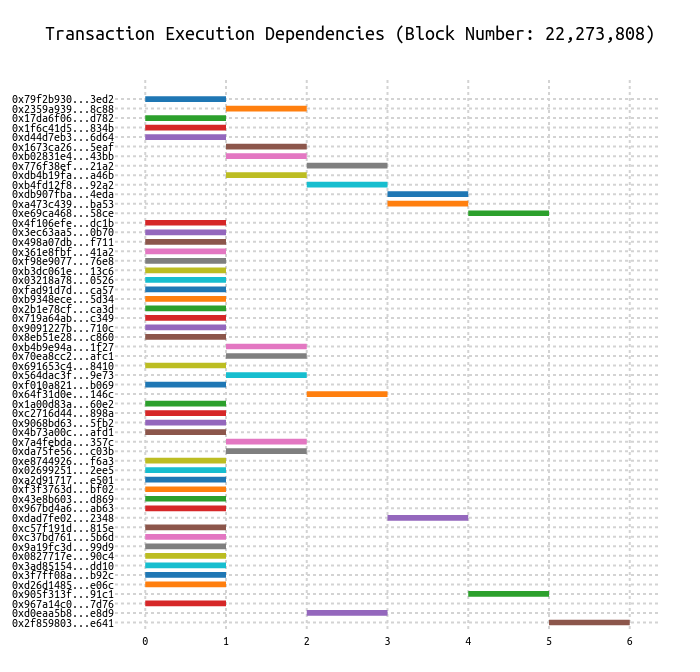 Transaction Execution Dependencies (Block Number: 22,273,808)
0x79f2b930...3ed2
0x2359a939...8c88
0x17da6f06...d782
0x1f6c41d5...834b
0xd44d7eb3...6d64
0x1673ca26...5eaf
0xb02831e4...43bb
0x776f38ef...21a2
0xdb4b19fa...a46b
0xb4fd12f8...92a2
0xdb907fba...4eda
0xa473c439...ba53
0xe69ca468...58ce
0x4f106efe...dc1b
0x3ec63aa5...0b70
0x498a07db...f711
0x361e8fbf...41a2
0xf98e9077...76e8
0xb3dc061e...13c6
0x03218a78...0526
0xfad91d7d...ca57
0xb9348ece...5d34
0x2b1e78cf...ca3d
0x719a64ab...c349
0x9091227b...710c
0x8eb51e28...c860
0xb4b9e94a...1f27
0x70ea8cc2...afc1
0x691653c4...8410
0x564dac3f...9e73
0xf010a821...b069
0x64f31d0e...146c
0x1a00d83a...60e2
0xc2716d44...898a
0x9068bd63...5fb2
0x4b73a00c...afd1
0x7a4febda...357c
0xda75fe56...c03b
0xe8744926...f6a3
0x02699251...2ee5
0xa2d91717...e501
0xf3f3763d...bf02
0x43e8b603...d869
0x967bd4a6...ab63
0xdad7fe02...2348
0xc57f191d...815e
0xc37bd761...5b6d
0x9a19fc3d...99d9
0x0827717e...90c4
0x3ad85154...dd10
0x3f7ff08a...b92c
0xd26d1485...e06c
0x905f313f...91c1
0x967a14c0...7d76
0xd0eaa5b8...e8d9
0x2f859803...e641
0 1 2 3 4 5 6